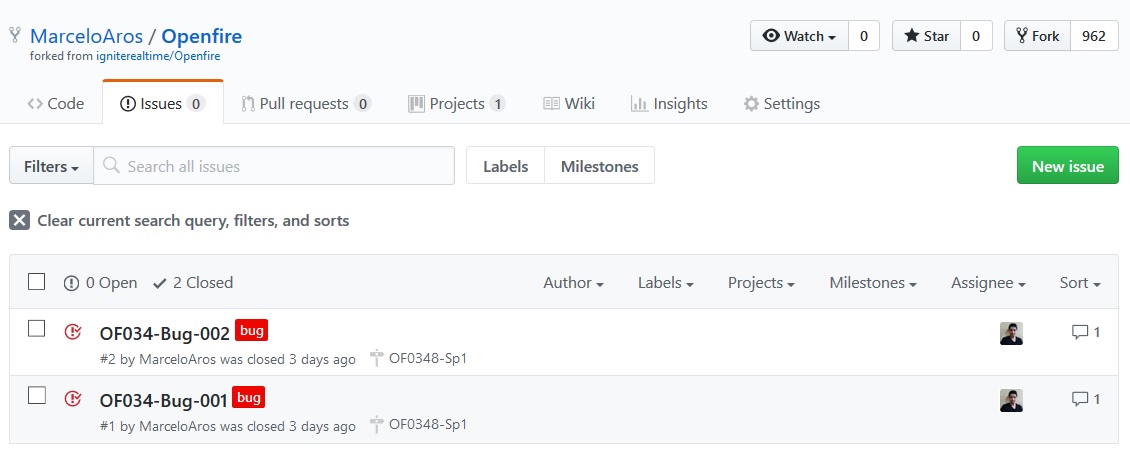 MarceloAros / Openfire
forked from igniterealtime/Openfire
Watch 0 Star 0 Fork 962
Code Issues 0 Pull requests 0 Projects 1 Wiki Insights Settings
Filters Search all issues Labels Milestones New issue
Clear current search query, filters, and sorts
0 Open 2 Closed Author Labels Projects Milestones Assignee Sort
OF034-Bug-002 bug 1
#2 by MarceloAros was closed 3 days ago OF0348-Sp1
OF034-Bug-001 bug 1
#1 by MarceloAros was closed 3 days ago OF0348-Sp1